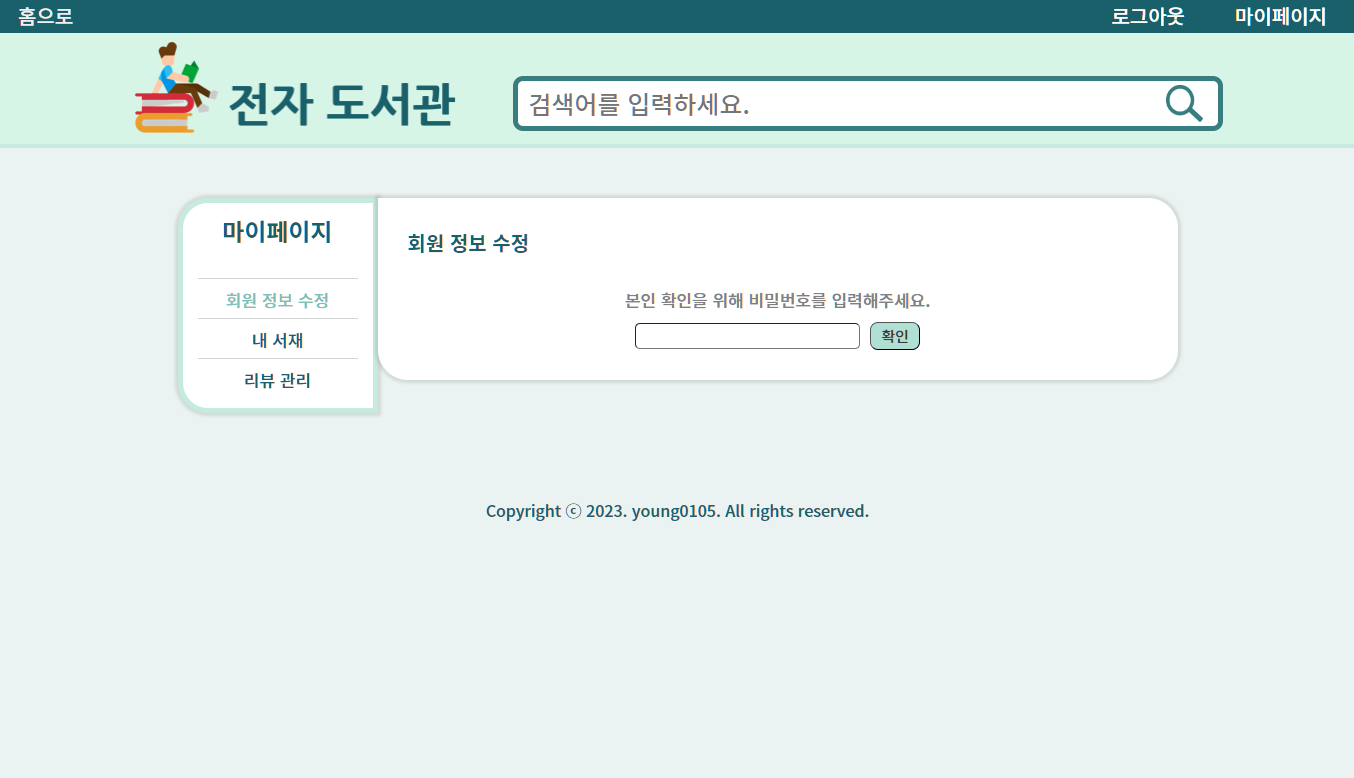 홈으로
로그아웃
마이페이지
전자 도서관
검색어를 입력하세요.
마이페이지
회원 정보 수정
내 서재
리뷰 관리
회원 정보 수정
본인 확인을 위해 비밀번호를 입력해주세요.
확인
Copyright ⓒ 2023. young0105. All rights reserved.